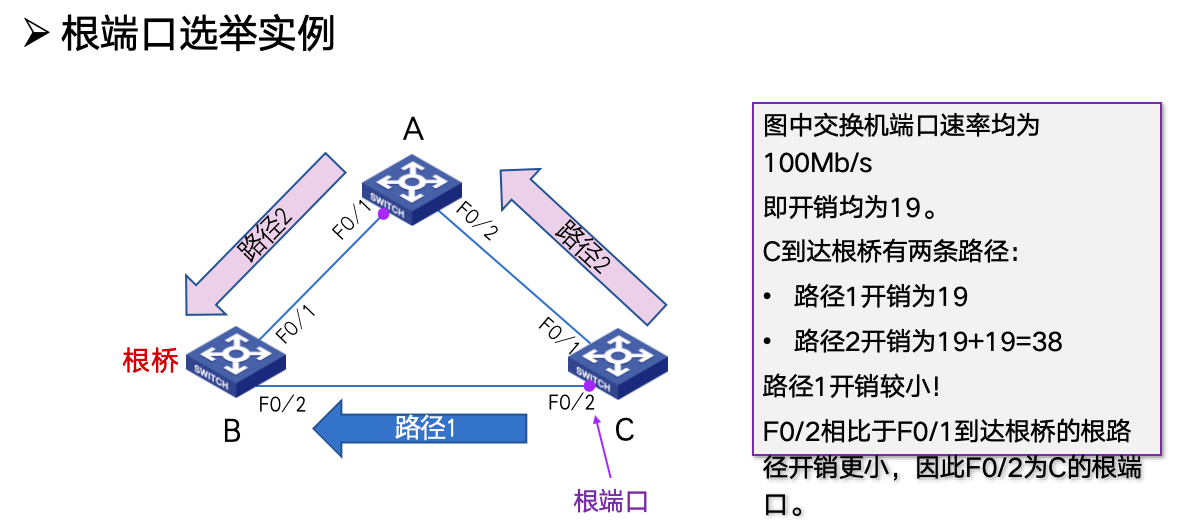 ➢ 根端口选举实例
A
路径2
SWITCH
F0/1
F0/2
路径2
F0/1
F0/1
根桥
SWITCH
SWITCH
F0/2
F0/2
B
路径1
C
根端口
图中交换机端口速率均为
100Mb/s
即开销均为19。
C到达根桥有两条路径：
• 路径1开销为19
• 路径2开销为19+19=38
路径1开销较小！
F0/2相比于F0/1到达根桥的根路
径开销更小，因此F0/2为C的根端
口。